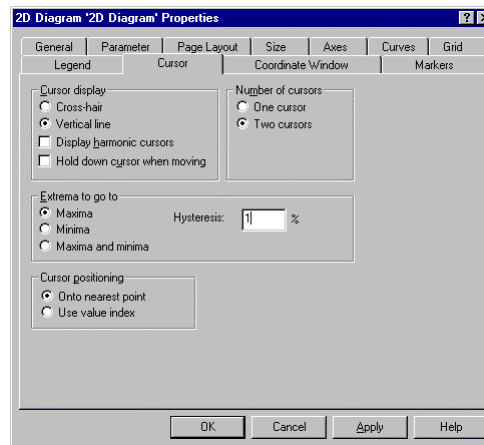 2D Diagram '2D Diagram' Properties
General Parameter Page Layout Size Axes Curves Grid
Legend Cursor Coordinate Window Markers
Cursor display
Cross-hair
Vertical line
Display harmonic cursors
Hold down cursor when moving
Number of cursors
One cursor
Two cursors
Extrema to go to
Maxima
Minima
Maxima and minima
Hysteresis: 1 %
Cursor positioning
Onto nearest point
Use value index
OK Cancel Apply Help